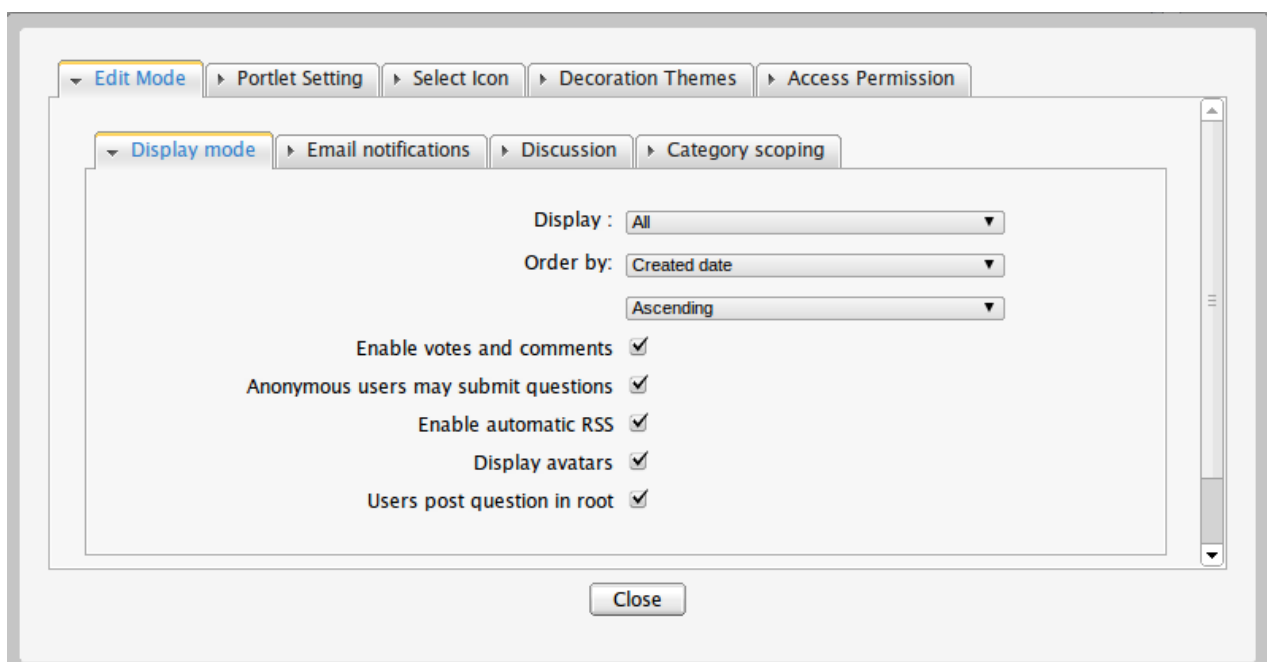 Edit Mode Portlet Setting Select Icon Decoration Themes Access Permission
Display mode Email notifications Discussion Category scoping
Display : All
Order by: Created date
Ascending
Enable votes and comments
Anonymous users may submit questions
Enable automatic RSS
Display avatars
Users post question in root
Close